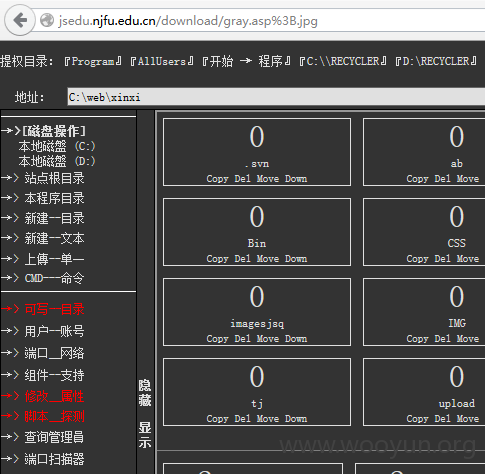 jsedu.njfu.edu.cn/download/gray.asp%3B.jpg
提权目录:『Program』『AllUsers』『开始 → 程序』『C:\\RECYCLER』『D:\RECYCLER』
地址: C:\web\xinxi
→>[磁盘操作]
本地磁盤 (C:)
本地磁盤 (D:)
→> 站点根目录
→> 本程序目录
→> 新建--目录
→> 新建--文本
→> 上傳--单一
→> CMD---命令
→> 可写--目录
→> 用户--账号
→> 端口__网络
→> 组件--支持
→> 修改__属性
→> 脚本__探测
→> 查询管理員
→> 端口扫描器
隐藏
显示
0 0
.svn ab
Copy Del Move Down Copy Del Move Down
0 0
Bin CSS
Copy Del Move Down Copy Del Move Down
0 0
imagesjsq IMG
Copy Del Move Down Copy Del Move Down
0 0
tj upload
Copy Del Move Down Copy Del Move Down
www.wooyun.org